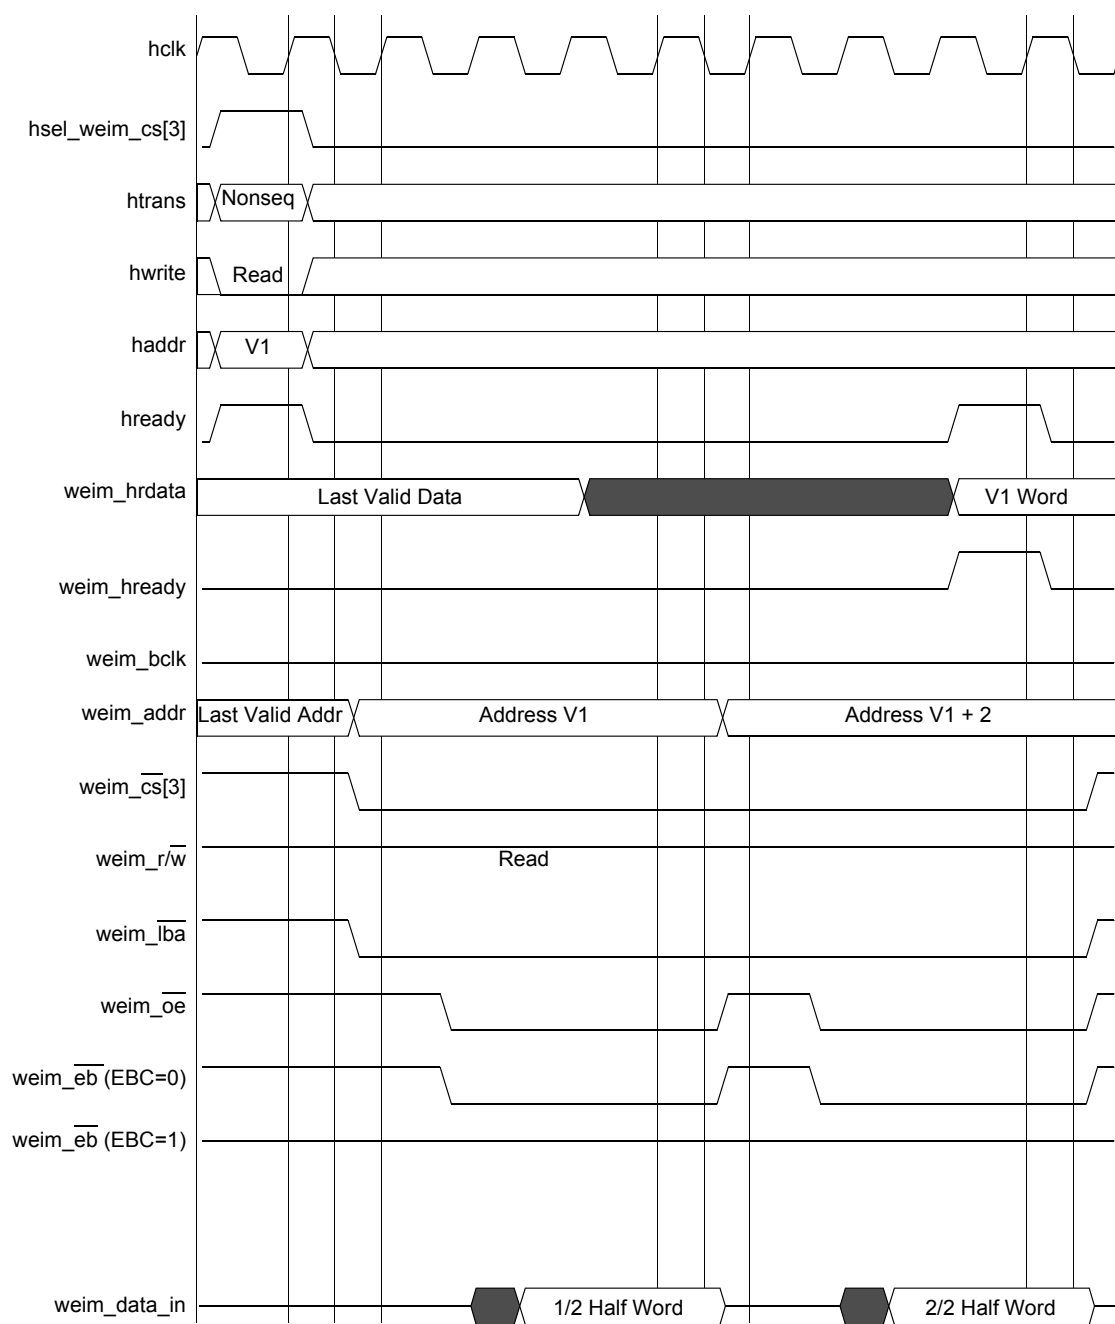 hclk
hsel_weim_cs[3]
htrans Nonseq
hwrite Read
haddr V1
hready
weim_hrdata Last Valid Data V1 Word
weim_hready
weim_bclk
weim_addr Last Valid Addr Address V1 Address V1 + 2
weim_cs[3]
weim_r/w Read
weim_lba
weim_oe
weim_eb (EBC=0)
weim_eb (EBC=1)
weim_data_in 1/2 Half Word 2/2 Half Word